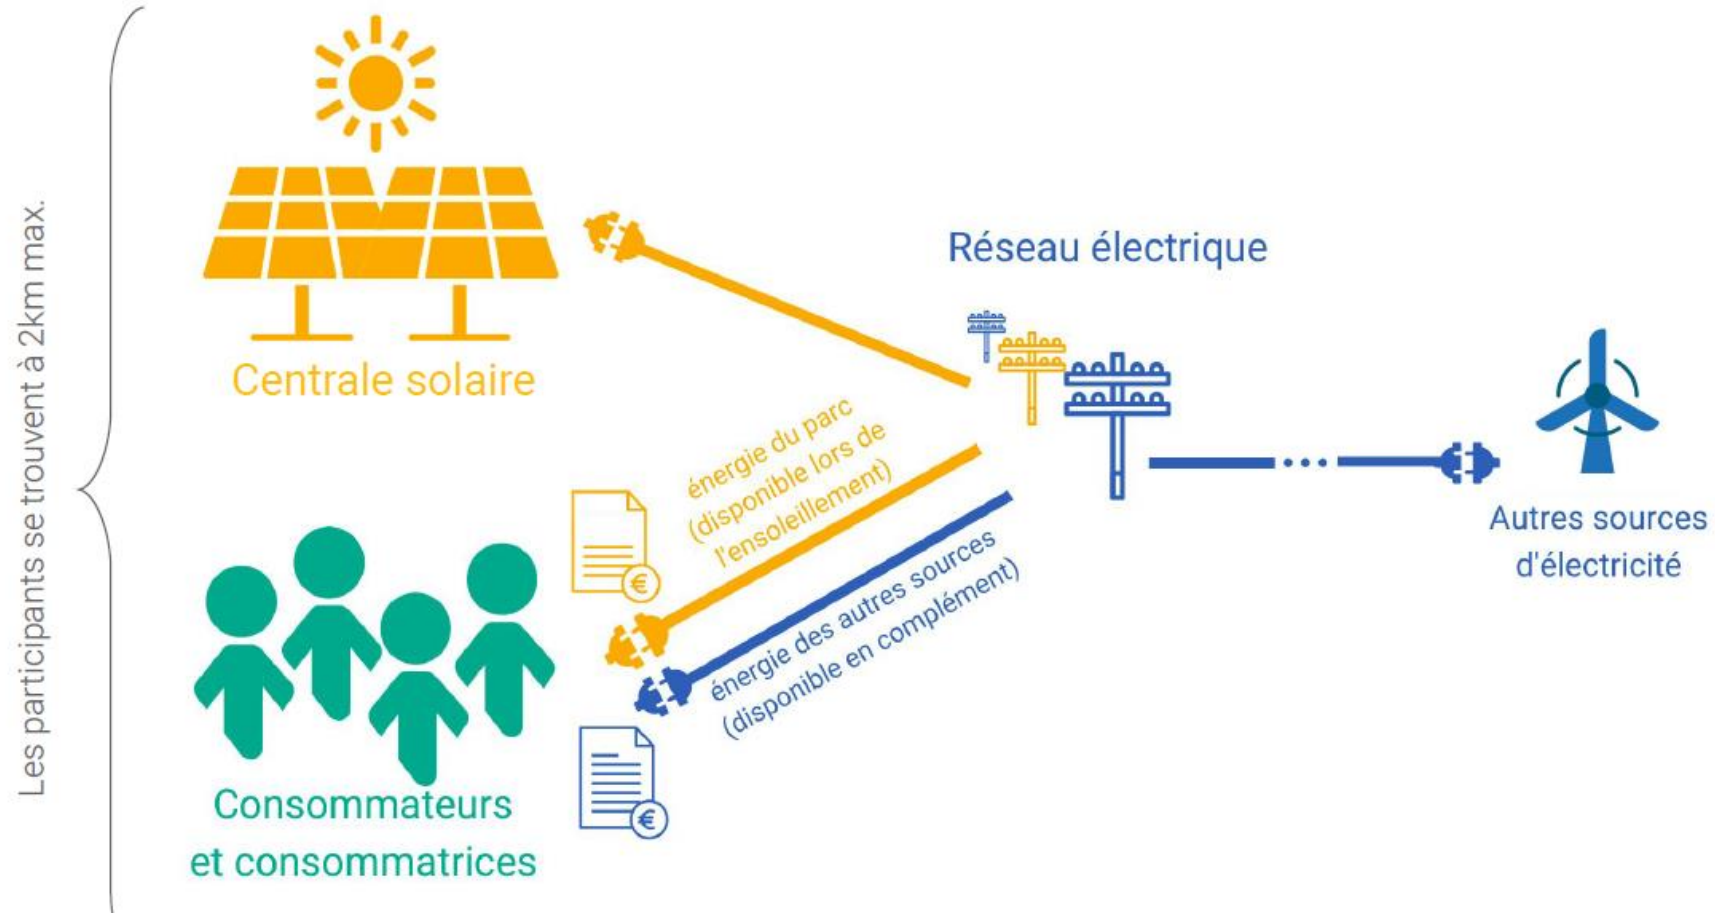 Les participants se trouvent à 2km max.
Centrale solaire
Réseau électrique
énergie du parc
(disponible lors de
l'ensoleillement)
€
énergie des autres sources
(disponible en complément)
€
Autres sources
d'électricité
Consommateurs
et consommatrices